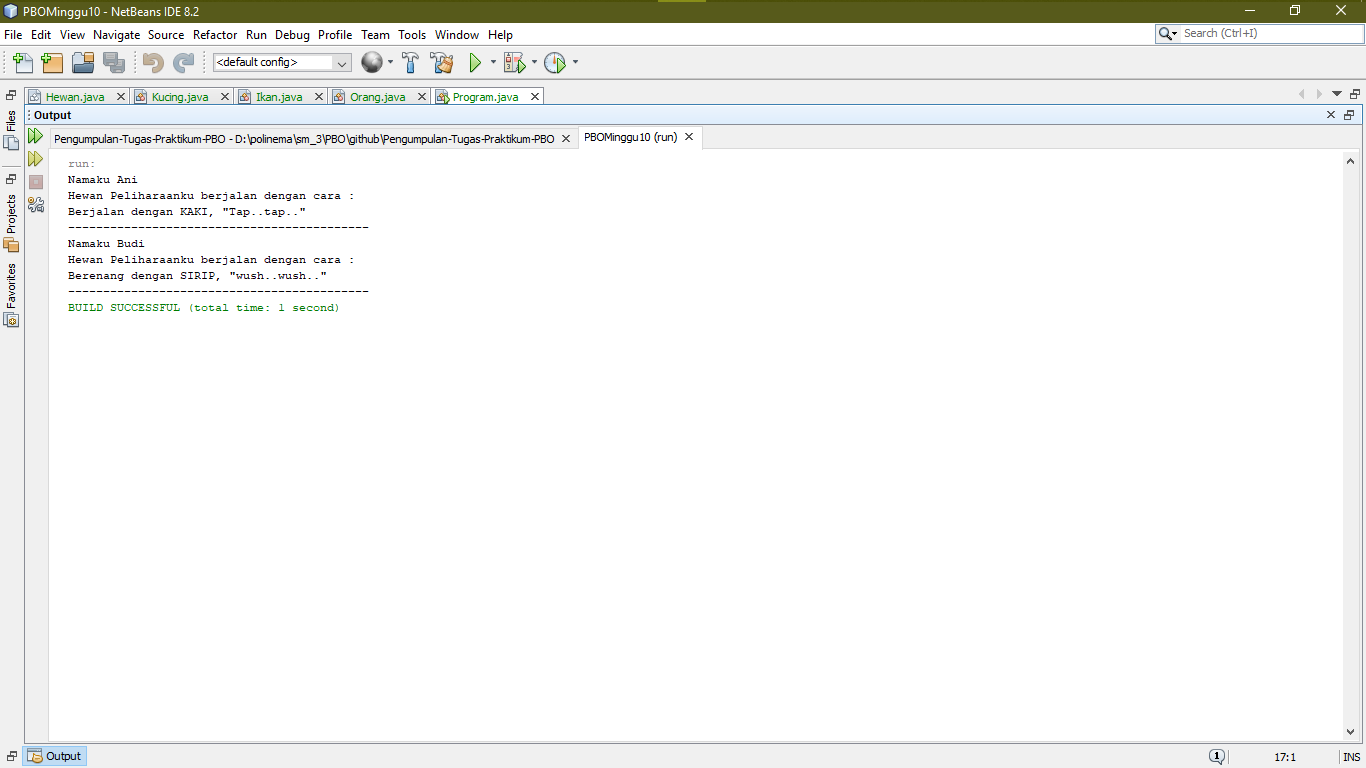 PBOMinggu10 - NetBeans IDE 8.2
File Edit View Navigate Source Refactor Run Debug Profile Team Tools Window Help
Search (Ctrl+I)
<default config>
Hewan.java Kucing.java Ikan.java Orang.java Program.java
Output
Pengumpulan-Tugas-Praktikum-PBO - D:\polinema\sm_3\PBO\github\Pengumpulan-Tugas-Praktikum-PBO
PBOMinggu10 (run)
Files
Projects
Favorites
run:
Namaku Ani
Hewan Peliharaanku berjalan dengan cara :
Berjalan dengan KAKI, "Tap..tap.."
-------------------------------------------
Namaku Budi
Hewan Peliharaanku berjalan dengan cara :
Berenang dengan SIRIP, "wush..wush.."
-------------------------------------------
BUILD SUCCESSFUL (total time: 1 second)
Output
1
17:1
INS